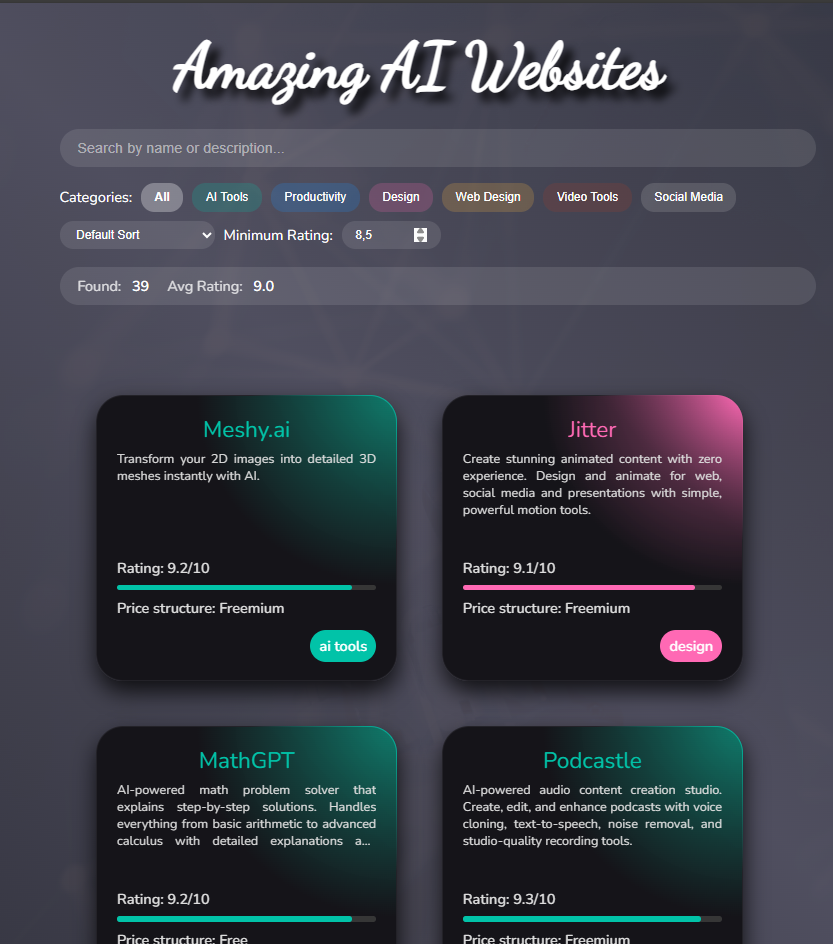 Amazing AI Websites
Search by name or description...
Categories: All AI Tools Productivity Design Web Design Video Tools Social Media
Default Sort Minimum Rating: 8,5
Found: 39 Avg Rating: 9.0
Meshy.ai
Transform your 2D images into detailed 3D
meshes instantly with AI.
Rating: 9.2/10
Price structure: Freemium
ai tools
Jitter
Create stunning animated content with zero
experience. Design and animate for web,
social media and presentations with simple,
powerful motion tools.
Rating: 9.1/10
Price structure: Freemium
design
MathGPT
AI-powered math problem solver that
explains step-by-step solutions. Handles
everything from basic arithmetic to advanced
calculus with detailed explanations a...
Rating: 9.2/10
Price structure: Free
Podcastle
AI-powered audio content creation studio.
Create, edit, and enhance podcasts with voice
cloning, text-to-speech, noise removal, and
studio-quality recording tools.
Rating: 9.3/10
Price structure: Freemium